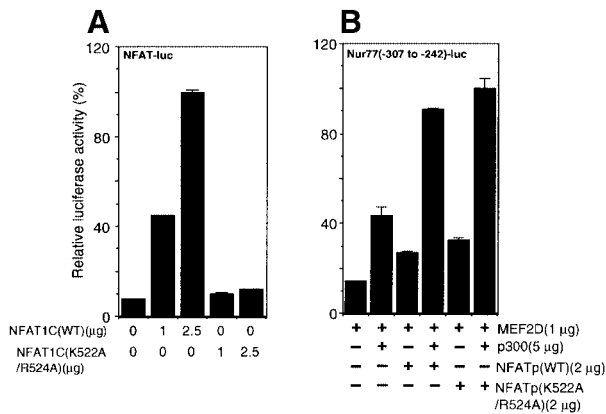 A
NFAT-luc
Relative luciferase activity (%)
120
80
40
0
NFAT1C(WT)(µg) 0 1 2.5 0 0
NFAT1C(K522A 0 0 0 1 2.5
/R524A)(µg)
B
Nur77(-307 to -242)-luc
120
80
40
0
+ + + + + + MEF2D(1 µg)
− + − + − + p300(5 µg)
− − + + − − NFATp(WT)(2 µg)
− − − − + + NFATp(K522A
/R524A)(2 µg)